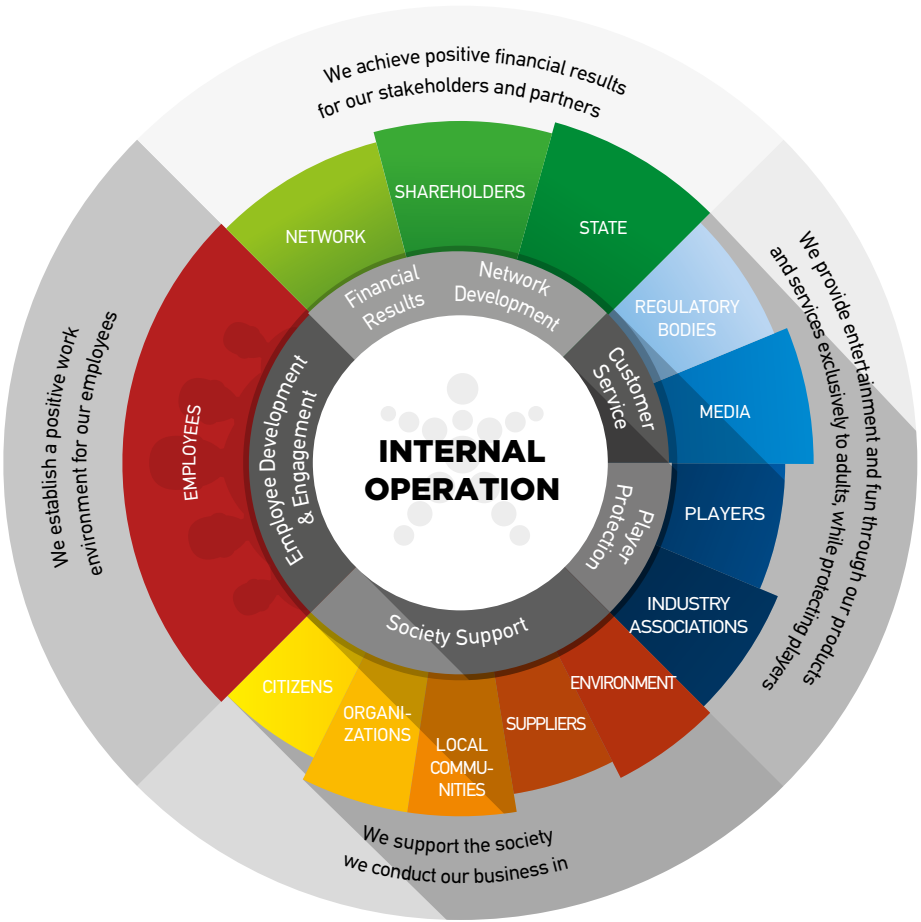 We achieve positive financial results
for our stakeholders and partners
NETWORK
SHAREHOLDERS
STATE
REGULATORY
BODIES
MEDIA
PLAYERS
INDUSTRY
ASSOCIATIONS
ENVIRONMENT
SUPPLIERS
LOCAL
COMMU-
NITIES
ORGANI-
ZATIONS
CITIZENS
EMPLOYEES
Financial
Results
Network
Development
Customer
Service
Player
Protection
Society Support
Employee Development
& Engagement
INTERNAL
OPERATION
We provide entertainment and fun through our products
and services exclusively to adults, while protecting players
We support the society
we conduct our business in
We establish a positive work
environment for our employees